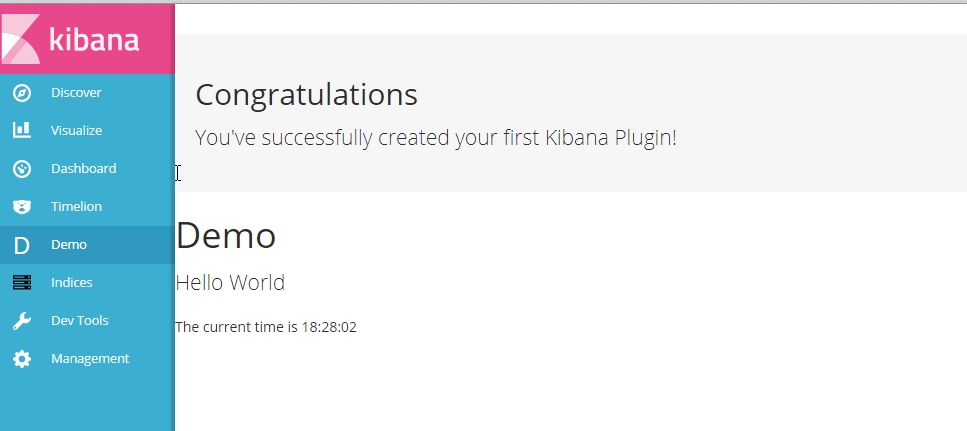 kibana
Discover
Visualize
Dashboard
Timelion
D Demo
Indices
Dev Tools
Management
Congratulations
You've successfully created your first Kibana Plugin!
Demo
Hello World
The current time is 18:28:02